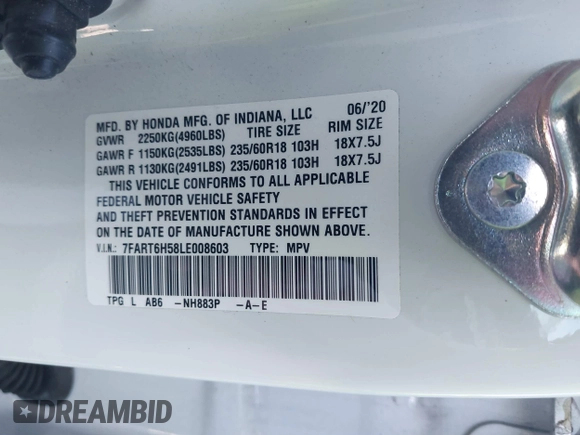 MFD. BY HONDA MFG. OF INDIANA, LLC 06/'20
GVWR 2250KG(4960LBS) TIRE SIZE RIM SIZE
GAWR F 1150KG(2535LBS) 235/60R18 103H 18X7.5J
GAWR R 1130KG(2491LBS) 235/60R18 103H 18X7.5J
THIS VEHICLE CONFORMS TO ALL APPLICABLE
FEDERAL MOTOR VEHICLE SAFETY
AND THEFT PREVENTION STANDARDS IN EFFECT
ON THE DATE OF MANUFACTURE SHOWN ABOVE.
V.I.N.: 7FART6H58LE008603 TYPE: MPV
TPG L AB6 -NH883P -A-E
DREAMBID